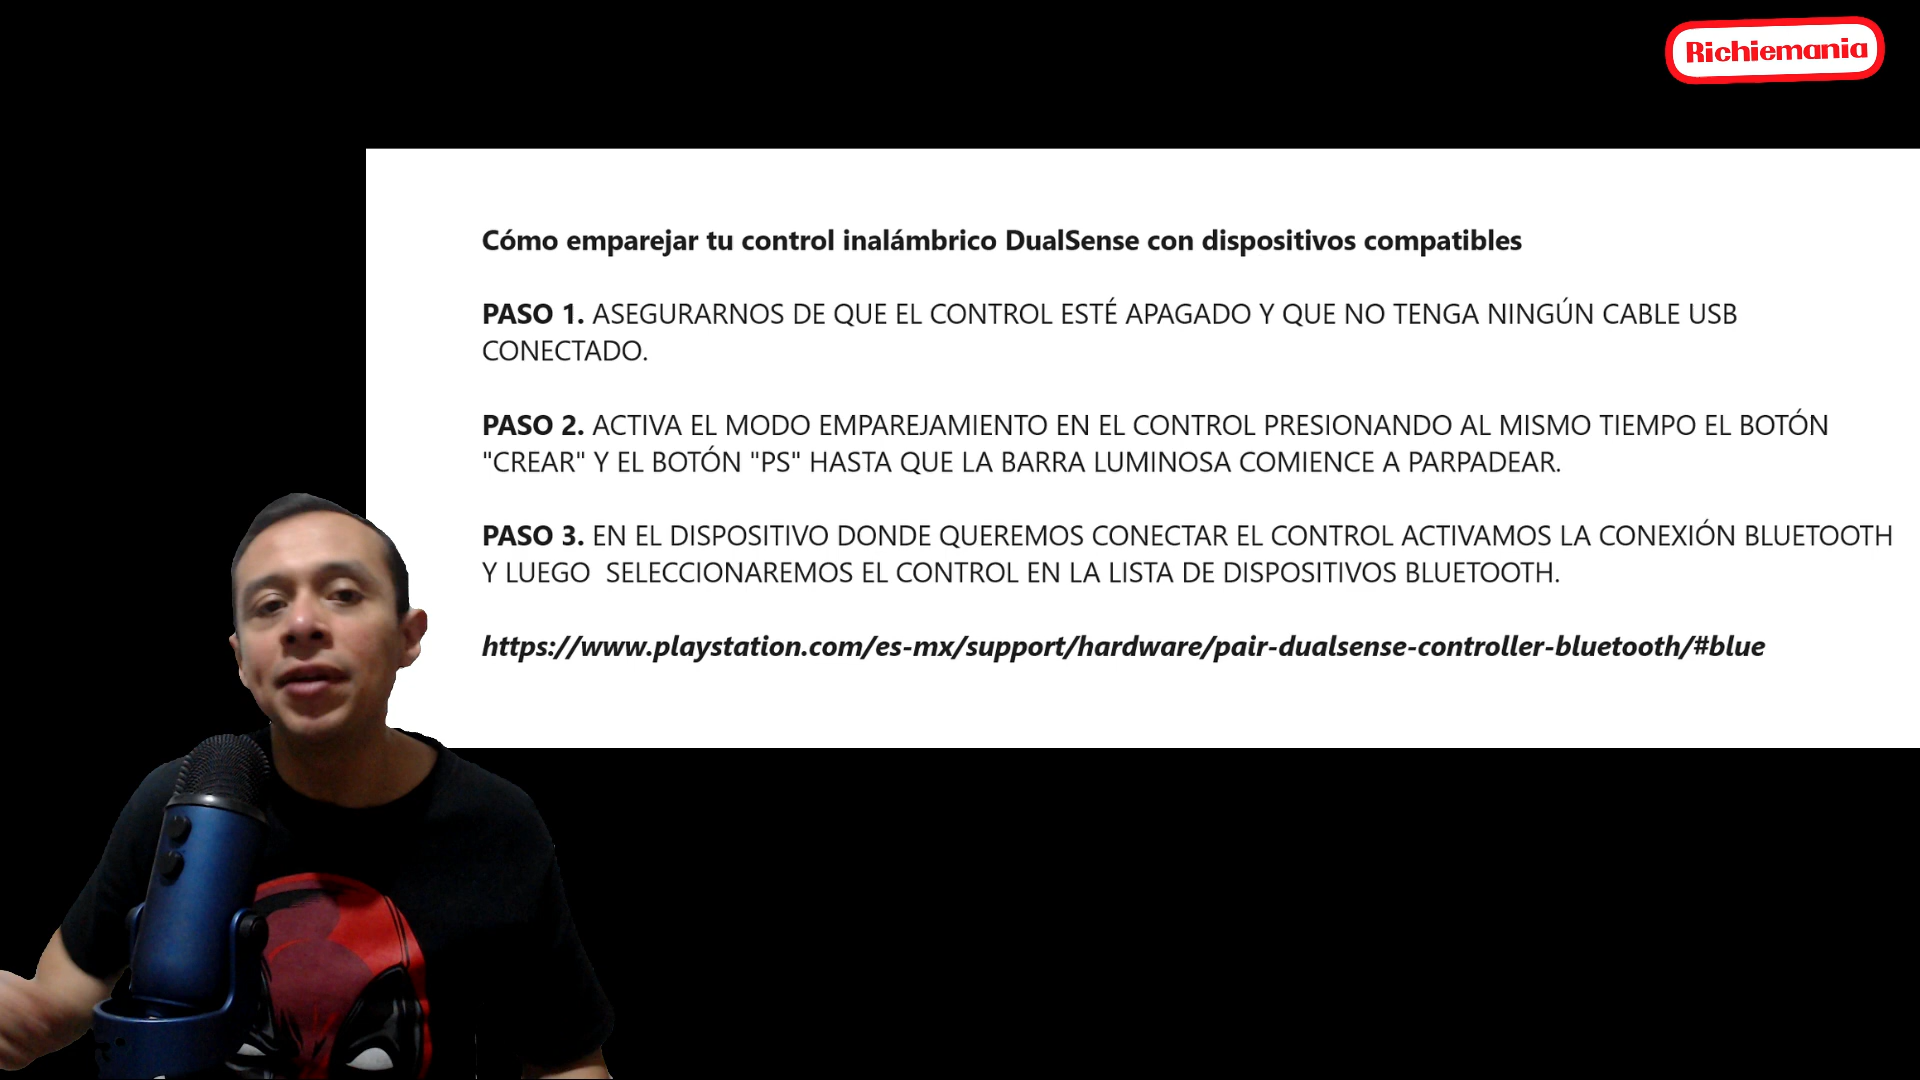 Richiemania
Cómo emparejar tu control inalámbrico DualSense con dispositivos compatibles
PASO 1. ASEGURARNOS DE QUE EL CONTROL ESTÉ APAGADO Y QUE NO TENGA NINGÚN CABLE USB
CONECTADO.
PASO 2. ACTIVA EL MODO EMPAREJAMIENTO EN EL CONTROL PRESIONANDO AL MISMO TIEMPO EL BOTÓN
"CREAR" Y EL BOTÓN "PS" HASTA QUE LA BARRA LUMINOSA COMIENCE A PARPADEAR.
PASO 3. EN EL DISPOSITIVO DONDE QUEREMOS CONECTAR EL CONTROL ACTIVAMOS LA CONEXIÓN BLUETOOTH
Y LUEGO  SELECCIONAREMOS EL CONTROL EN LA LISTA DE DISPOSITIVOS BLUETOOTH.
https://www.playstation.com/es-mx/support/hardware/pair-dualsense-controller-bluetooth/#blue